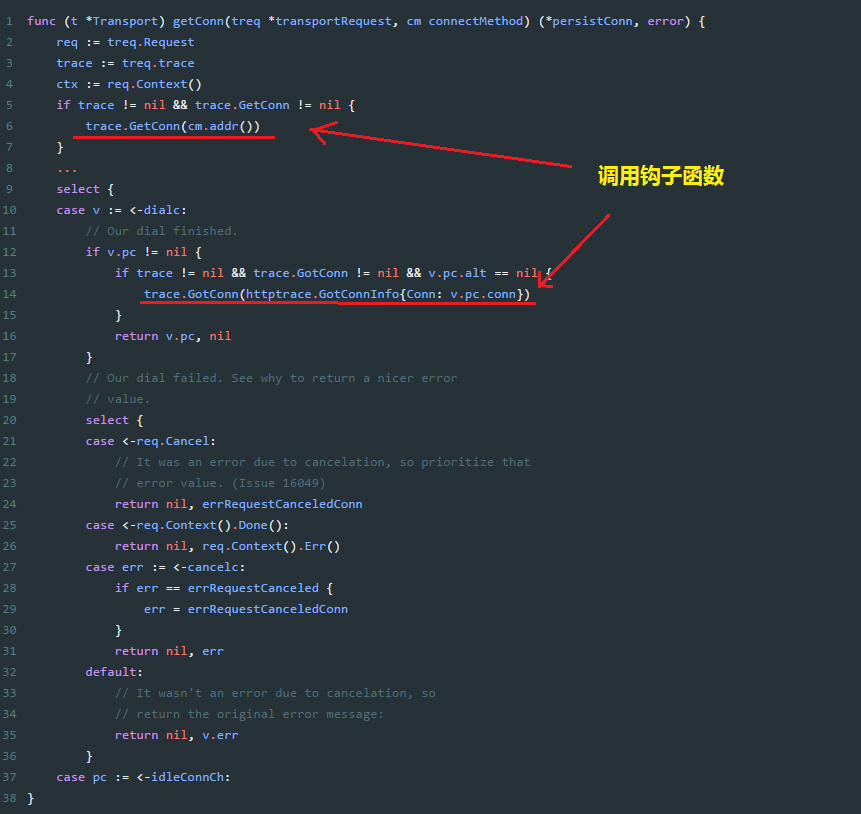 1 func (t *Transport) getConn(treq *transportRequest, cm connectMethod) (*persistConn, error) {
2 req := treq.Request
3 trace := treq.trace
4 ctx := req.Context()
5 if trace != nil && trace.GetConn != nil {
6 trace.GetConn(cm.addr())
7 }
8 ...
调用钩子函数
9 select {
10 case v := <-dialc:
11 // Our dial finished.
12 if v.pc != nil {
13 if trace != nil && trace.GotConn != nil && v.pc.alt == nil {
14 trace.GotConn(httptrace.GotConnInfo{Conn: v.pc.conn})
15 }
16 return v.pc, nil
17 }
18 // Our dial failed. See why to return a nicer error
19 // value.
20 select {
21 case <-req.Cancel:
22 // It was an error due to cancelation, so prioritize that
23 // error value. (Issue 16049)
24 return nil, errRequestCanceledConn
25 case <-req.Context().Done():
26 return nil, req.Context().Err()
27 case err := <-cancelc:
28 if err == errRequestCanceled {
29 err = errRequestCanceledConn
30 }
31 return nil, err
32 default:
33 // It wasn't an error due to cancelation, so
34 // return the original error message:
35 return nil, v.err
36 }
37 case pc := <-idleConnCh:
38 }